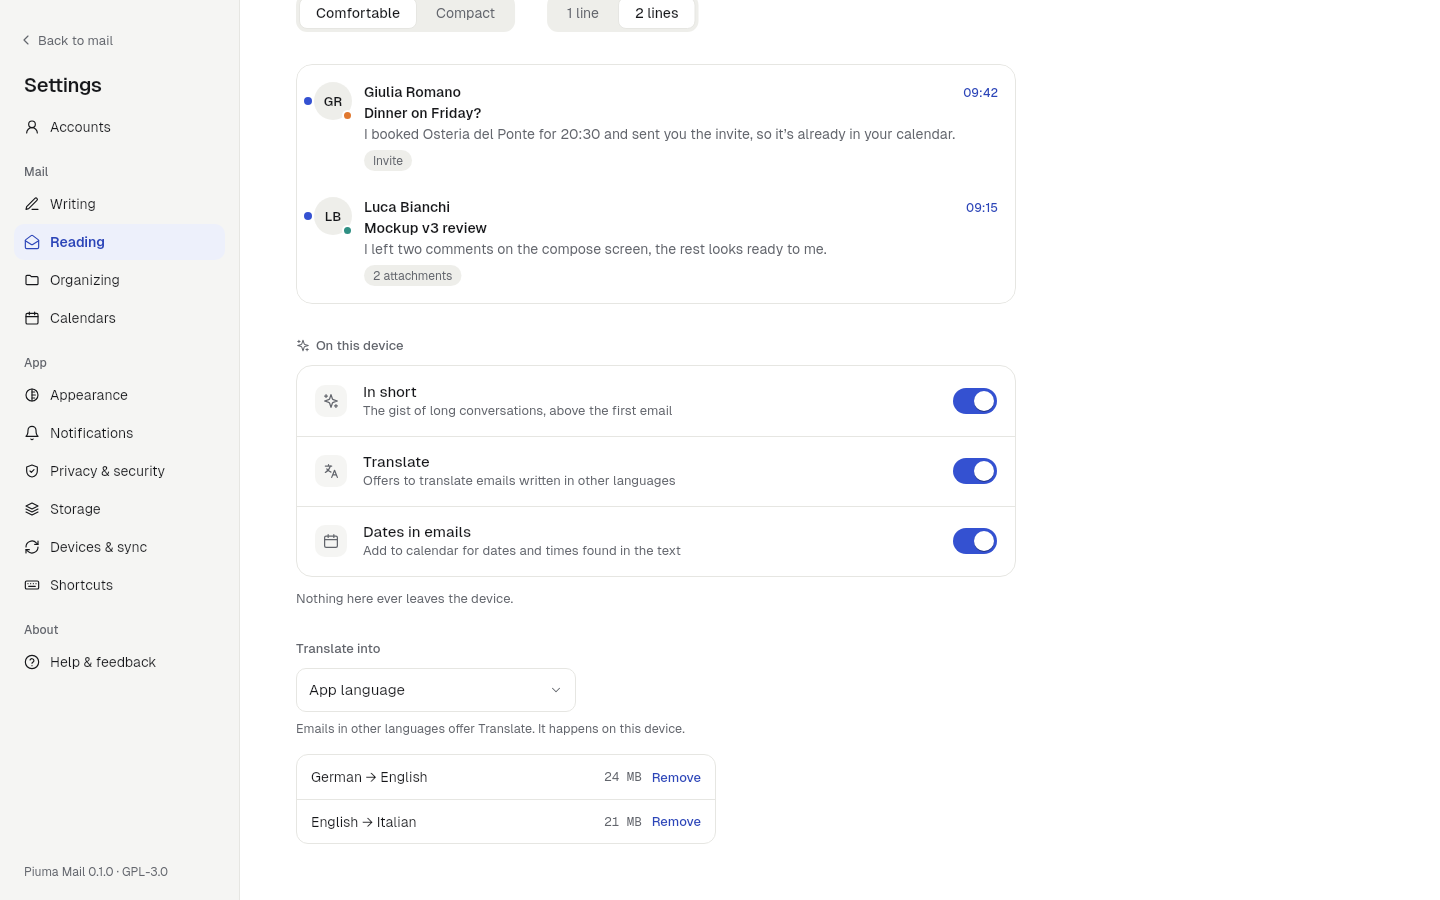 Back to mail
Settings
Accounts
Mail
Writing
Reading
Organizing
Calendars
App
Appearance
Notifications
Privacy & security
Storage
Devices & sync
Shortcuts
About
Help & feedback
Piuma Mail 0.1.0 · GPL-3.0
Comfortable
Compact
1 line
2 lines
GR
Giulia Romano
09:42
Dinner on Friday?
I booked Osteria del Ponte for 20:30 and sent you the invite, so it’s already in your calendar.
Invite
LB
Luca Bianchi
09:15
Mockup v3 review
I left two comments on the compose screen, the rest looks ready to me.
2 attachments
On this device
In short
The gist of long conversations, above the first email
Translate
Offers to translate emails written in other languages
Dates in emails
Add to calendar for dates and times found in the text
Nothing here ever leaves the device.
Translate into
App language
Emails in other languages offer Translate. It happens on this device.
German → English
24 MB
Remove
English → Italian
21 MB
Remove